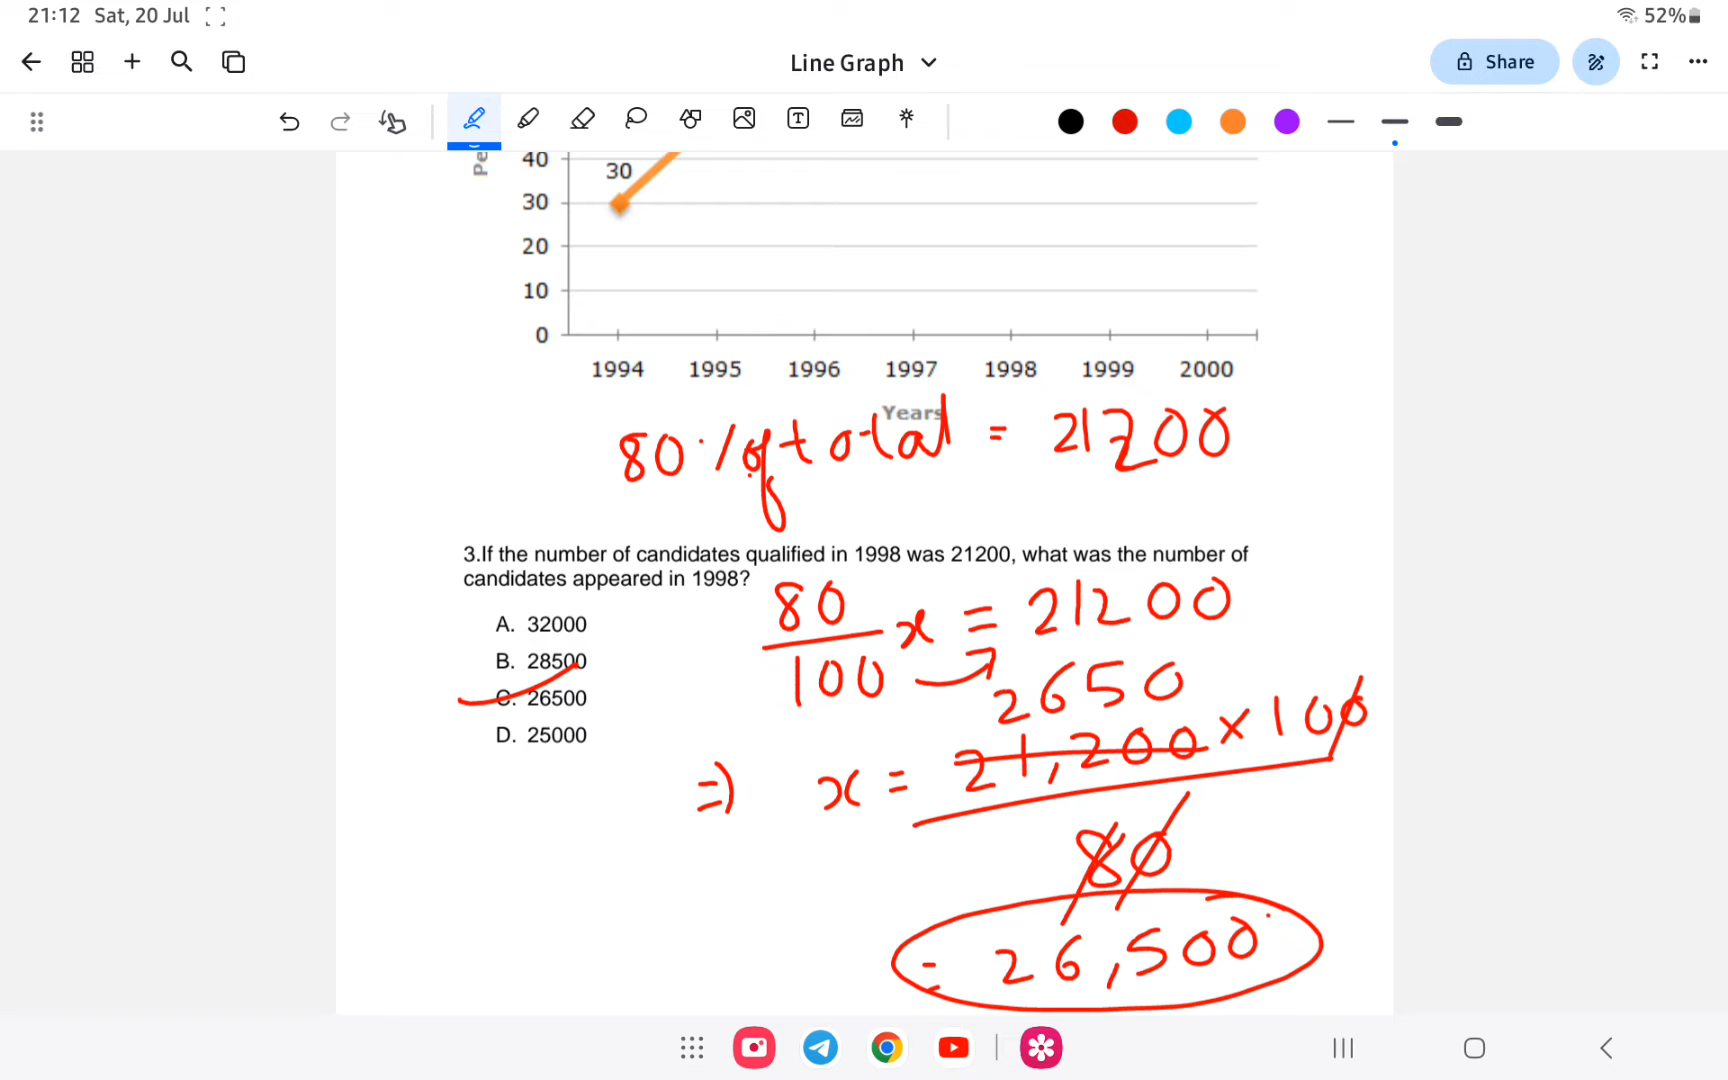 21:12 Sat, 20 Jul
52%
Line Graph
Share
Pe
40
30
30
20
10
0
1994 1995 1996 1997 1998 1999 2000
Years
80 % of total = 21200
3.If the number of candidates qualified in 1998 was 21200, what was the number of
candidates appeared in 1998?
A. 32000
B. 28500
C. 26500
D. 25000
80
100
x = 21200
2650
=) x = 21,200 × 100
80
= 26,500